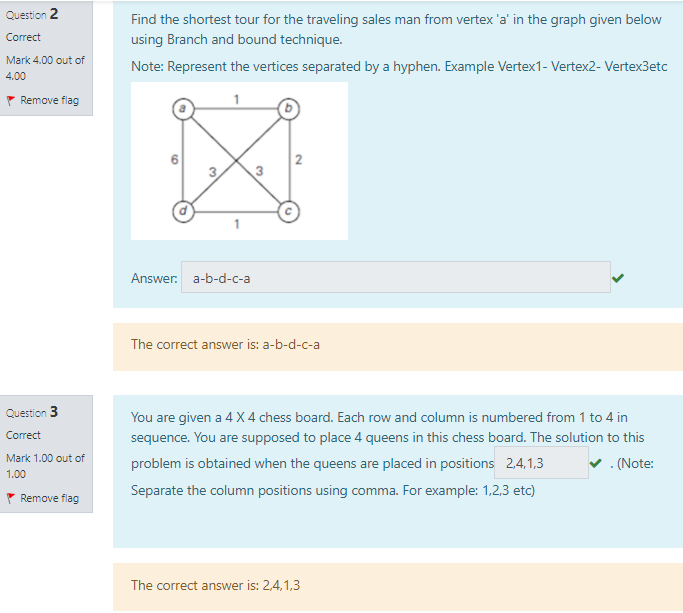 Question 2
Correct
Mark 4.00 out of
4.00
Remove flag
Find the shortest tour for the traveling sales man from vertex 'a' in the graph given below
using Branch and bound technique.
Note: Represent the vertices separated by a hyphen. Example Vertex1- Vertex2- Vertex3etc
1
a
b
6
3
3
2
d
c
1
Answer: a-b-d-c-a
The correct answer is: a-b-d-c-a
Question 3
Correct
Mark 1.00 out of
1.00
Remove flag
You are given a 4 X 4 chess board. Each row and column is numbered from 1 to 4 in
sequence. You are supposed to place 4 queens in this chess board. The solution to this
problem is obtained when the queens are placed in positions 2,4,1,3 . (Note:
Separate the column positions using comma. For example: 1,2,3 etc)
The correct answer is: 2,4,1,3